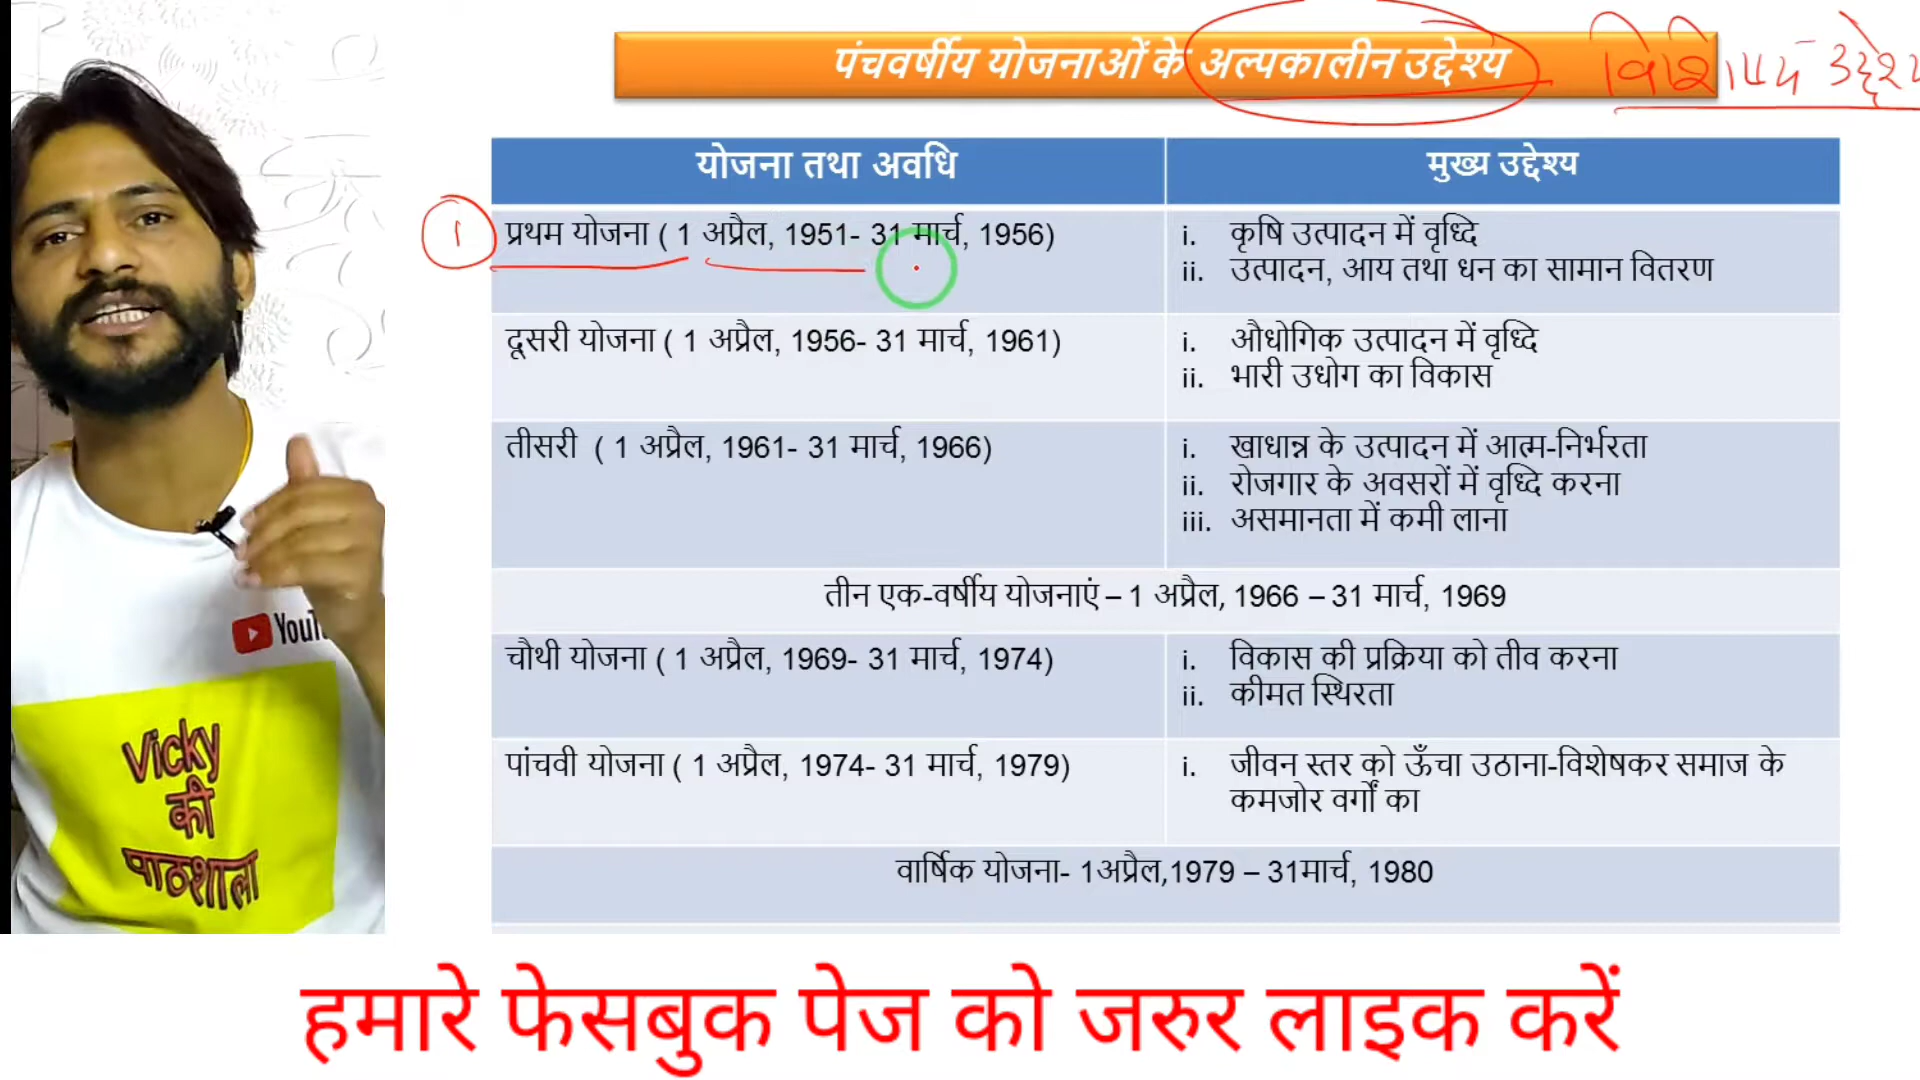 पंचवर्षीय योजनाओं के अल्पकालीन उद्देश्य
योजना तथा अवधि
मुख्य उद्देश्य
1
प्रथम योजना ( 1 अप्रैल, 1951- 31 मार्च, 1956)
i. कृषि उत्पादन में वृध्दि
ii. उत्पादन, आय तथा धन का सामान वितरण
दूसरी योजना ( 1 अप्रैल, 1956- 31 मार्च, 1961)
i. औधोगिक उत्पादन में वृध्दि
ii. भारी उधोग का विकास
तीसरी ( 1 अप्रैल, 1961- 31 मार्च, 1966)
i. खाधान्न के उत्पादन में आत्म-निर्भरता
ii. रोजगार के अवसरों में वृध्दि करना
iii. असमानता में कमी लाना
तीन एक-वर्षीय योजनाएं – 1 अप्रैल, 1966 – 31 मार्च, 1969
चौथी योजना ( 1 अप्रैल, 1969- 31 मार्च, 1974)
i. विकास की प्रक्रिया को तीव करना
ii. कीमत स्थिरता
पांचवी योजना ( 1 अप्रैल, 1974- 31 मार्च, 1979)
i. जीवन स्तर को ऊँचा उठाना-विशेषकर समाज के
कमजोर वर्गों का
वार्षिक योजना- 1अप्रैल,1979 – 31मार्च, 1980
Vicky
की
पाठशाला
हमारे फेसबुक पेज को जरुर लाइक करें